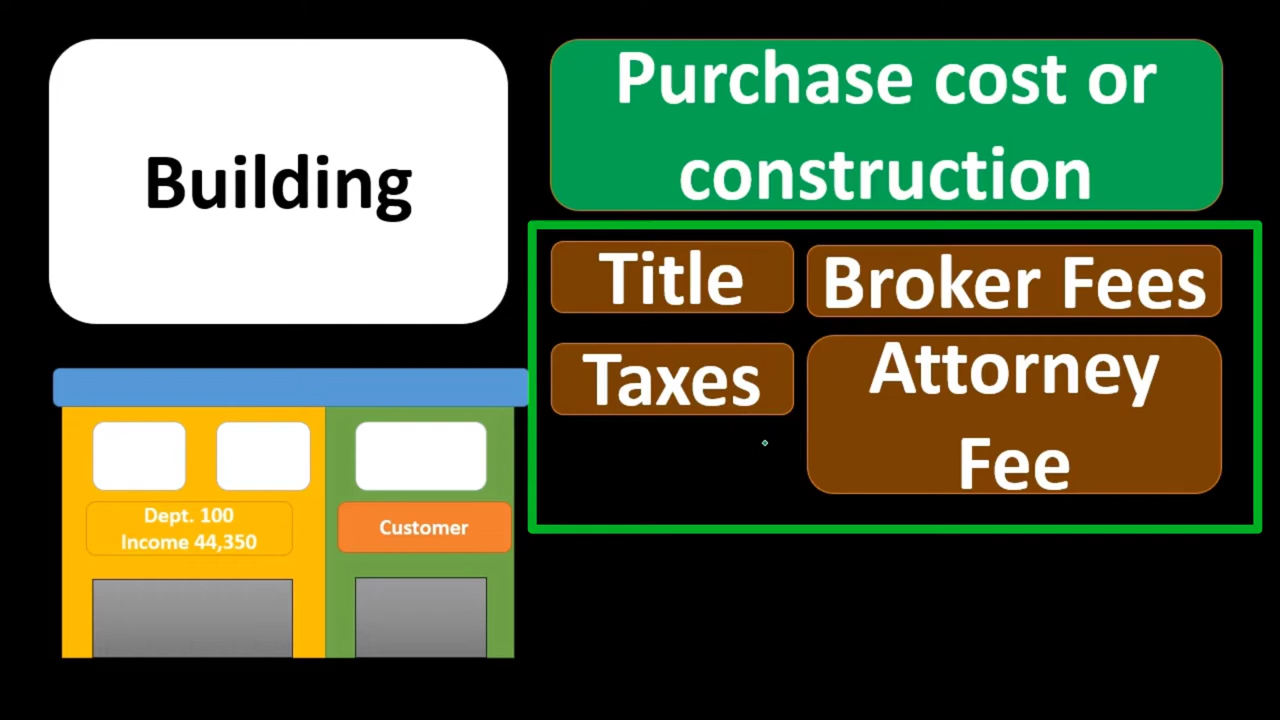 Building
Purchase cost or
construction
Title
Broker Fees
Taxes
Attorney
Fee
Dept. 100
Income 44,350
Customer